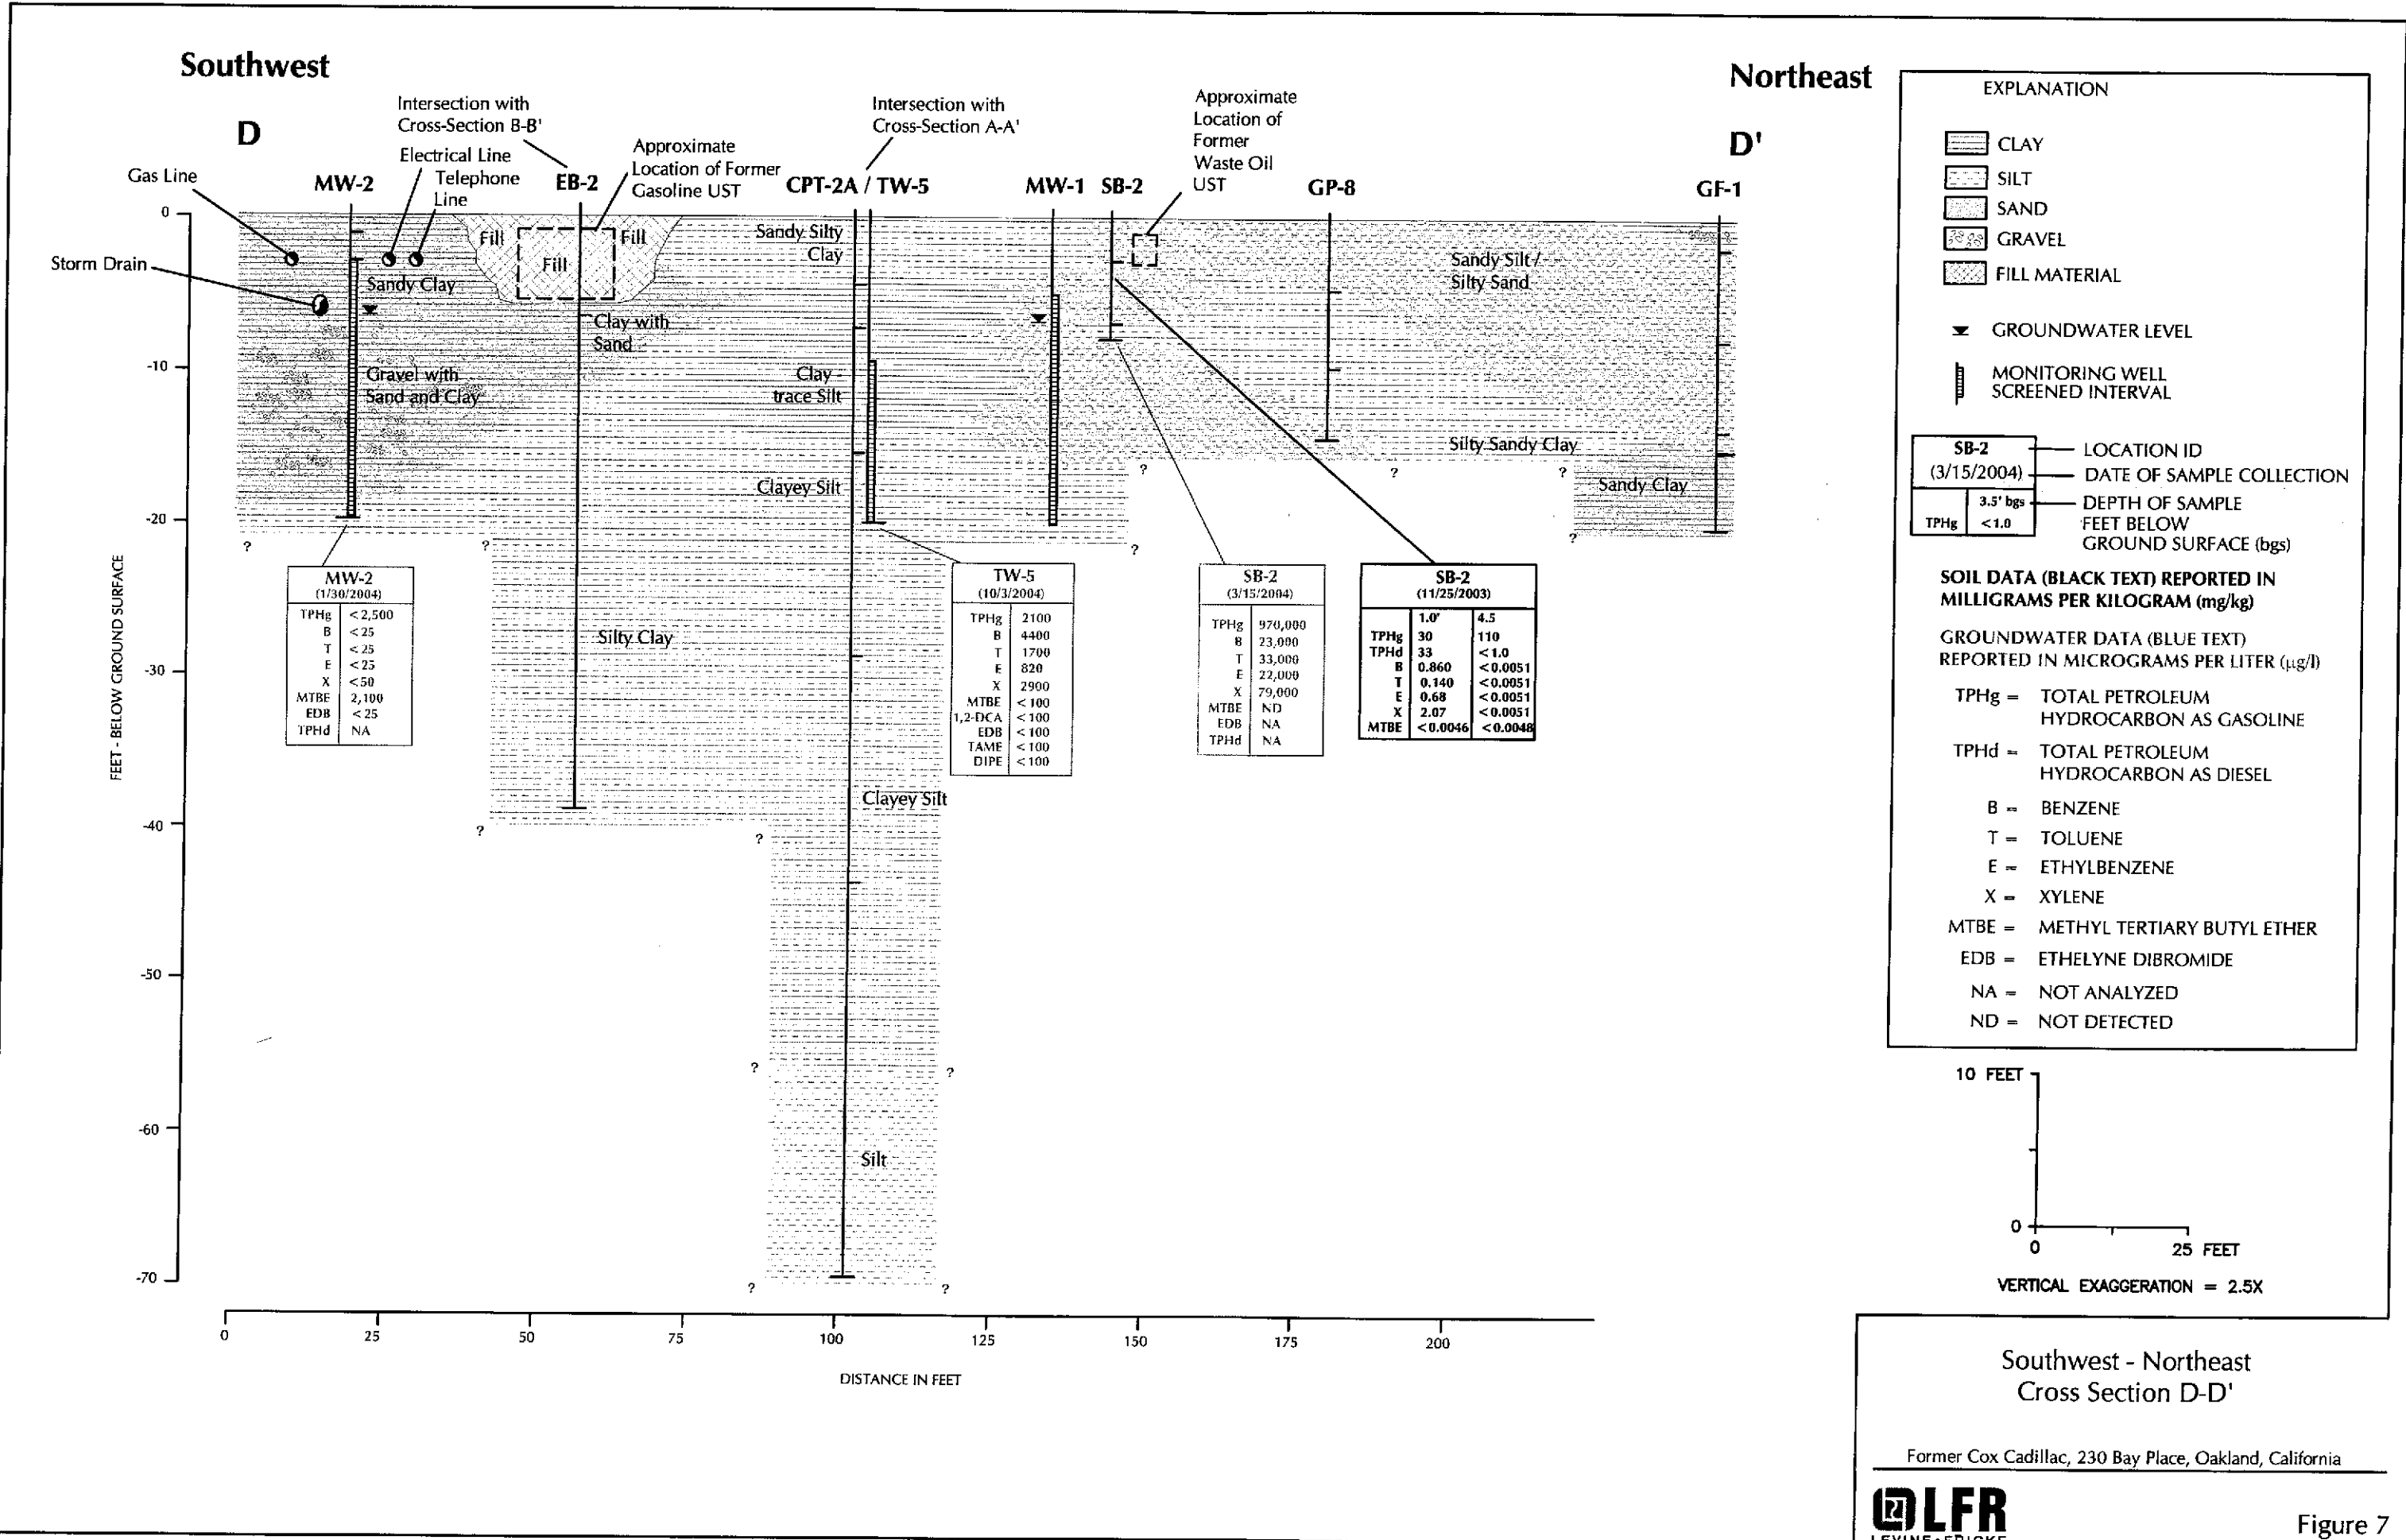 Southwest
Northeast
D
D'
Intersection with
Cross-Section B-B'
Electrical Line
Telephone
Line
Approximate
Location of Former
Gasoline UST
Intersection with
Cross-Section A-A'
Approximate
Location of
Former
Waste Oil
UST
Gas Line
Storm Drain
MW-2
EB-2
CPT-2A / TW-5
MW-1
SB-2
GP-8
GF-1
0
-10
-20
-30
-40
-50
-60
-70
FEET - BELOW GROUND SURFACE
Fill
Fill
Fill
Sandy Clay
Clay with
Sand
Gravel with
Sand and Clay
Sandy Silty
Clay
Clay
trace Silt
Clayey Silt
Sandy Silt /
Silty Sand
Silty Sandy Clay
Sandy Clay
Silty Clay
Clayey Silt
Silt
?
?
?
?
?
?
?
?
?
?
?
?
?
MW-2
(1/30/2004)
TPHg <2,500
B <25
T <25
E <25
X <50
MTBE 2,100
EDB <25
TPHd NA
TW-5
(10/3/2004)
TPHg 2100
B 4400
T 1700
E 820
X 2900
MTBE <100
1,2-DCA <100
EDB <100
TAME <100
DIPE <100
SB-2
(3/15/2004)
TPHg 970,000
B 23,000
T 33,000
E 22,000
X 79,000
MTBE ND
EDB NA
TPHd NA
SB-2
(11/25/2003)
1.0' 4.5
TPHg 30 110
TPHd 33 <1.0
B 0.860 <0.0051
T 0.140 <0.0051
E 0.68 <0.0051
X 2.07 <0.0051
MTBE <0.0046 <0.0048
0 25 50 75 100 125 150 175 200
DISTANCE IN FEET
EXPLANATION
CLAY
SILT
SAND
GRAVEL
FILL MATERIAL
GROUNDWATER LEVEL
MONITORING WELL
SCREENED INTERVAL
SB-2
LOCATION ID
(3/15/2004)
DATE OF SAMPLE COLLECTION
3.5' bgs
TPHg <1.0
DEPTH OF SAMPLE
FEET BELOW
GROUND SURFACE (bgs)
SOIL DATA (BLACK TEXT) REPORTED IN
MILLIGRAMS PER KILOGRAM (mg/kg)
GROUNDWATER DATA (BLUE TEXT)
REPORTED IN MICROGRAMS PER LITER (µg/l)
TPHg = TOTAL PETROLEUM
HYDROCARBON AS GASOLINE
TPHd = TOTAL PETROLEUM
HYDROCARBON AS DIESEL
B = BENZENE
T = TOLUENE
E = ETHYLBENZENE
X = XYLENE
MTBE = METHYL TERTIARY BUTYL ETHER
EDB = ETHELYNE DIBROMIDE
NA = NOT ANALYZED
ND = NOT DETECTED
10 FEET
0
0
25 FEET
VERTICAL EXAGGERATION = 2.5X
Southwest - Northeast
Cross Section D-D'
Former Cox Cadillac, 230 Bay Place, Oakland, California
LFR
LEVINE·FRICKE
Figure 7